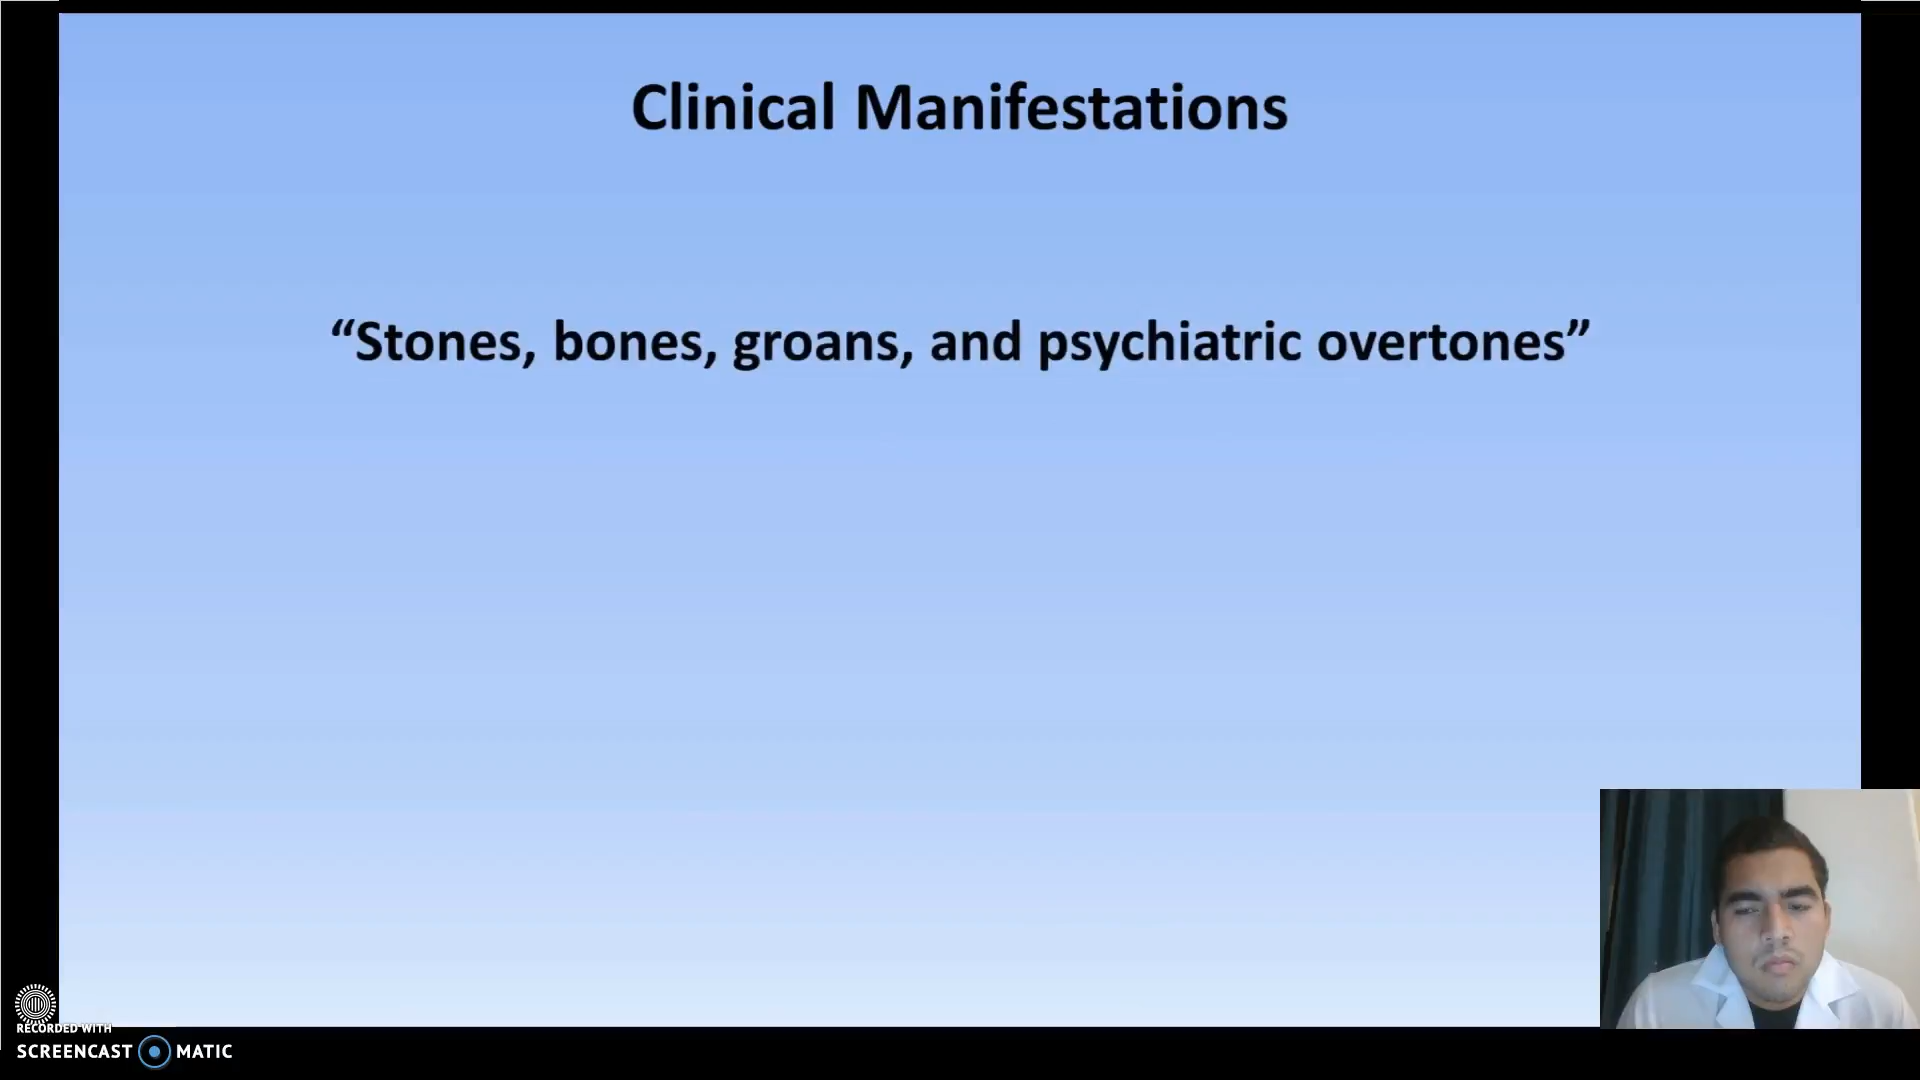 Clinical Manifestations
“Stones, bones, groans, and psychiatric overtones”
RECORDED WITH
SCREENCAST MATIC